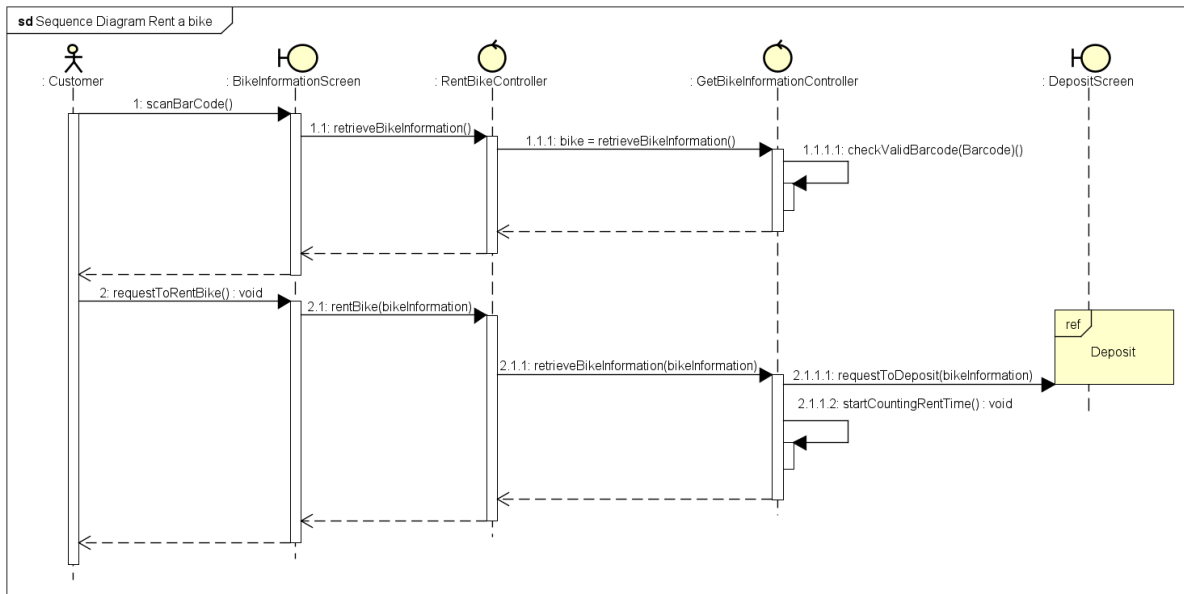 sd Sequence Diagram Rent a bike
: Customer
: BikeInformationScreen
: RentBikeController
: GetBikeInformationController
: DepositScreen
1: scanBarCode()
1.1: retrieveBikeInformation()
1.1.1: bike = retrieveBikeInformation()
1.1.1.1: checkValidBarcode(Barcode)()
2: requestToRentBike() : void
2.1: rentBike(bikeInformation)
ref
Deposit
2.1.1: retrieveBikeInformation(bikeInformation)
2.1.1.1: requestToDeposit(bikeInformation)
2.1.1.2: startCountingRentTime() : void